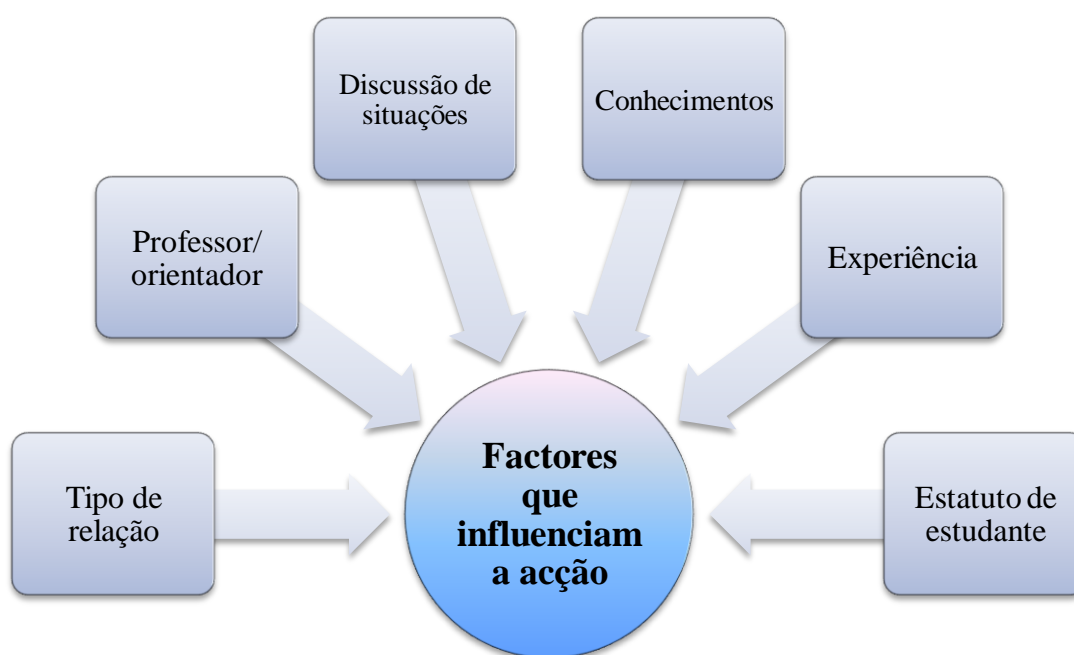 Discussão de
situações
Conhecimentos
Professor/
orientador
Experiência
Tipo de
relação
Factores
que
influenciam
a acção
Estatuto de
estudante